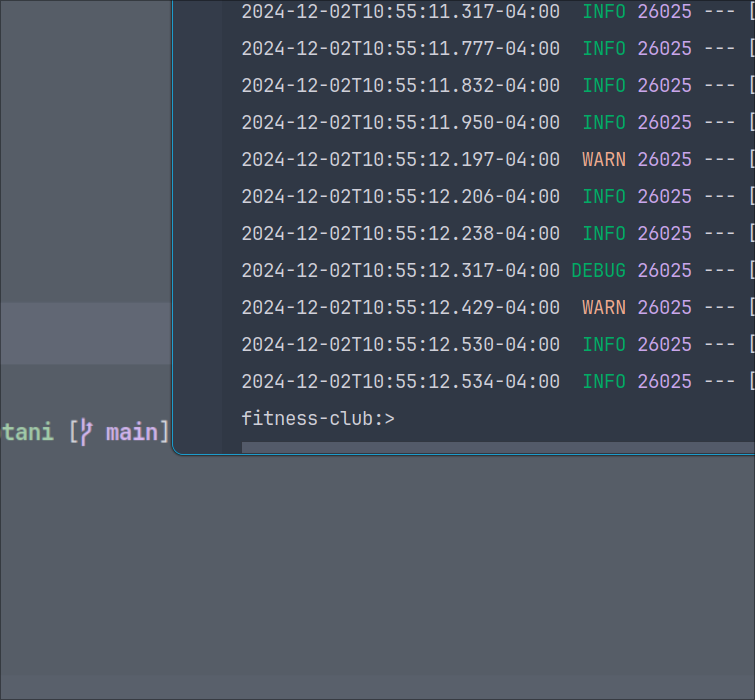 2024-12-02T10:55:11.317-04:00  INFO 26025 --- [
2024-12-02T10:55:11.777-04:00  INFO 26025 --- [
2024-12-02T10:55:11.832-04:00  INFO 26025 --- [
2024-12-02T10:55:11.950-04:00  INFO 26025 --- [
2024-12-02T10:55:12.197-04:00  WARN 26025 --- [
2024-12-02T10:55:12.206-04:00  INFO 26025 --- [
2024-12-02T10:55:12.238-04:00  INFO 26025 --- [
2024-12-02T10:55:12.317-04:00 DEBUG 26025 --- [
2024-12-02T10:55:12.429-04:00  WARN 26025 --- [
2024-12-02T10:55:12.530-04:00  INFO 26025 --- [
2024-12-02T10:55:12.534-04:00  INFO 26025 --- [
fitness-club:>
tani [ main]